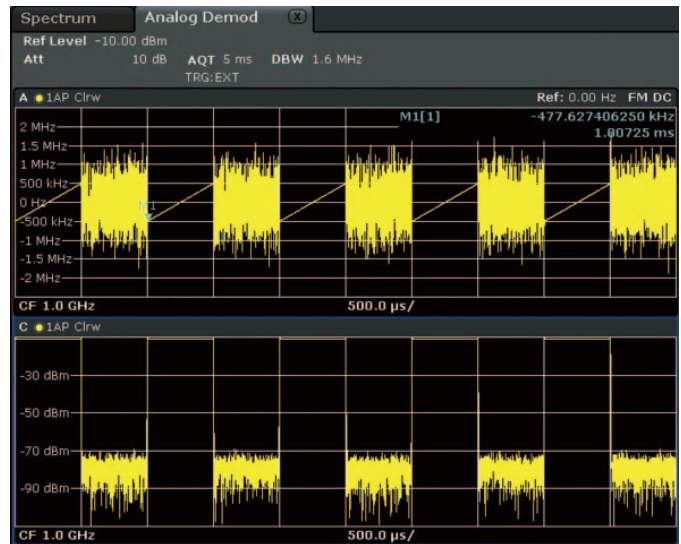 Spectrum Analog Demod X
Ref Level -10.00 dBm
Att 10 dB AQT 5 ms DBW 1.6 MHz
TRG:EXT
A 1AP Clrw Ref: 0.00 Hz FM DC
M1[1] -477.627406250 kHz
1.00725 ms
2 MHz
1.5 MHz
1 MHz
500 kHz
0 Hz
M1
-500 kHz
-1 MHz
-1.5 MHz
-2 MHz
CF 1.0 GHz 500.0 µs/
C 1AP Clrw
-30 dBm
-50 dBm
-70 dBm
-90 dBm
CF 1.0 GHz 500.0 µs/